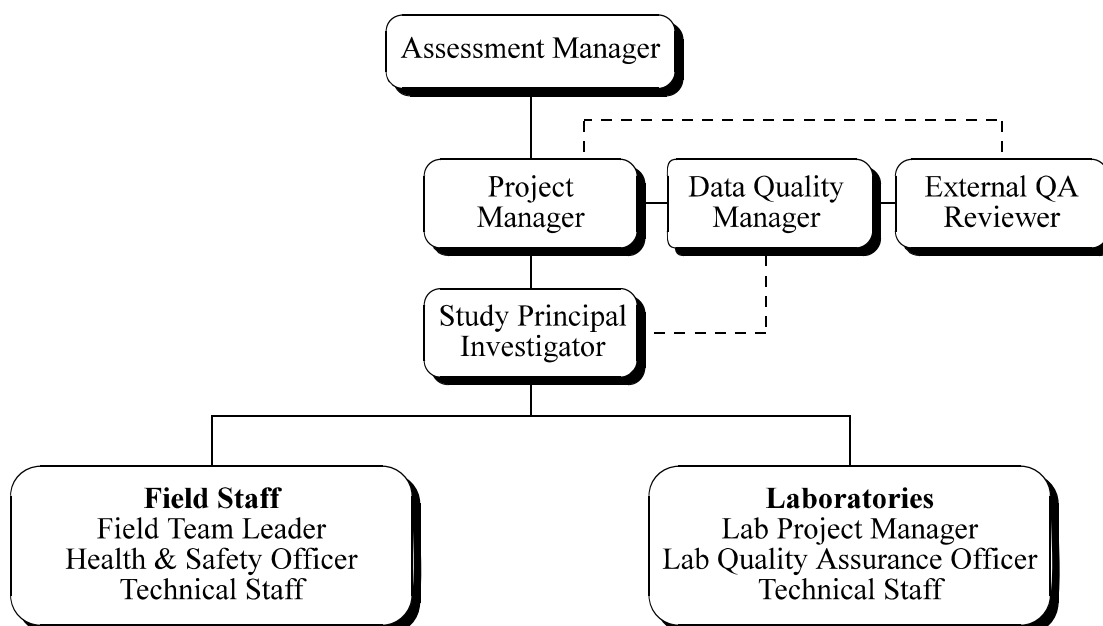 Assessment Manager
Project
Manager
Data Quality
Manager
External QA
Reviewer
Study Principal
Investigator
Field Staff
Field Team Leader
Health & Safety Officer
Technical Staff
Laboratories
Lab Project Manager
Lab Quality Assurance Officer
Technical Staff